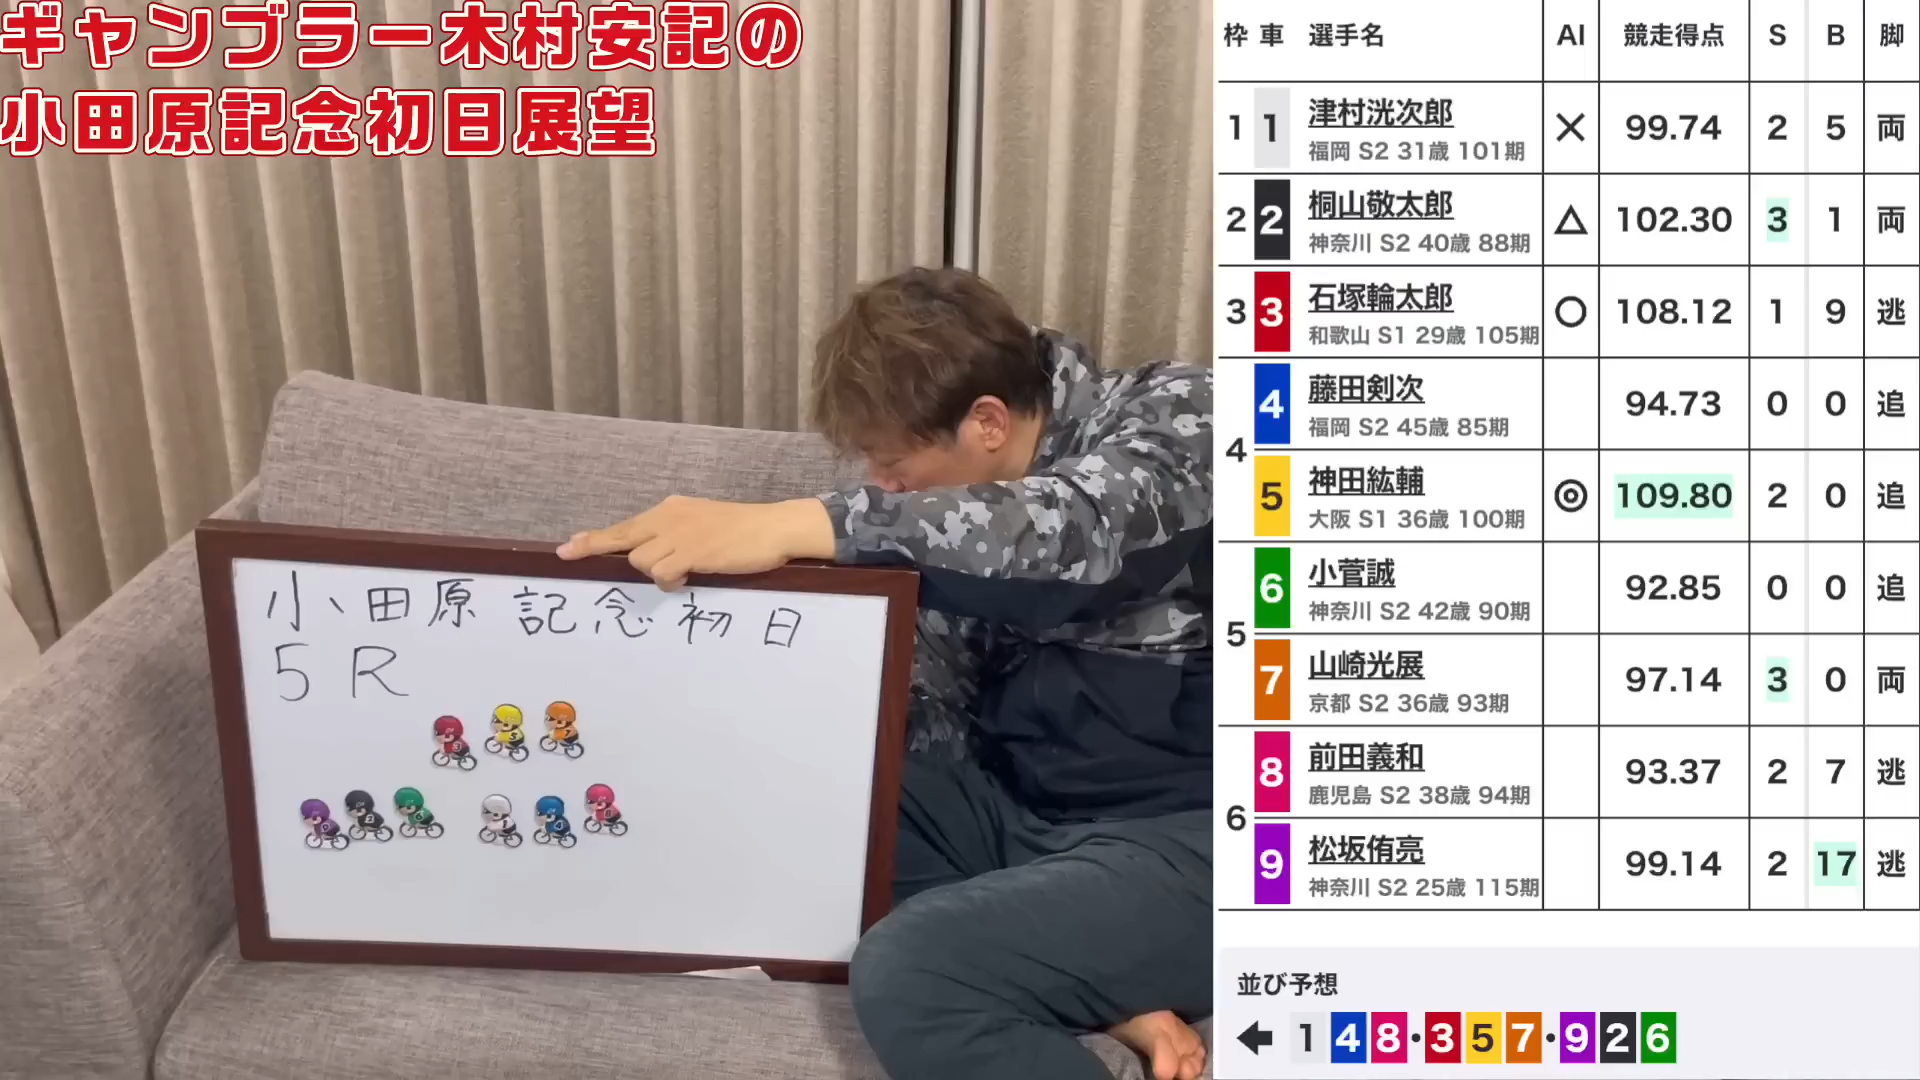 ギャンブラー木村安記の
小田原記念初日展望
小田原記念初日
5R
枠 車 選手名 AI 競走得点 S B 脚
1 1 津村洸次郎 × 99.74 2 5 両
福岡 S2 31歳 101期
2 2 桐山敬太郎 △ 102.30 3 1 両
神奈川 S2 40歳 88期
3 3 石塚輪太郎 ○ 108.12 1 9 逃
和歌山 S1 29歳 105期
4 藤田剣次 94.73 0 0 追
福岡 S2 45歳 85期
4
5 神田紘輔 ◎ 109.80 2 0 追
大阪 S1 36歳 100期
6 小菅誠 92.85 0 0 追
神奈川 S2 42歳 90期
5
7 山崎光展 97.14 3 0 両
京都 S2 36歳 93期
8 前田義和 93.37 2 7 逃
鹿児島 S2 38歳 94期
6
9 松坂侑亮 99.14 2 17 逃
神奈川 S2 25歳 115期
並び予想
← 1 4 8・3 5 7・9 2 6